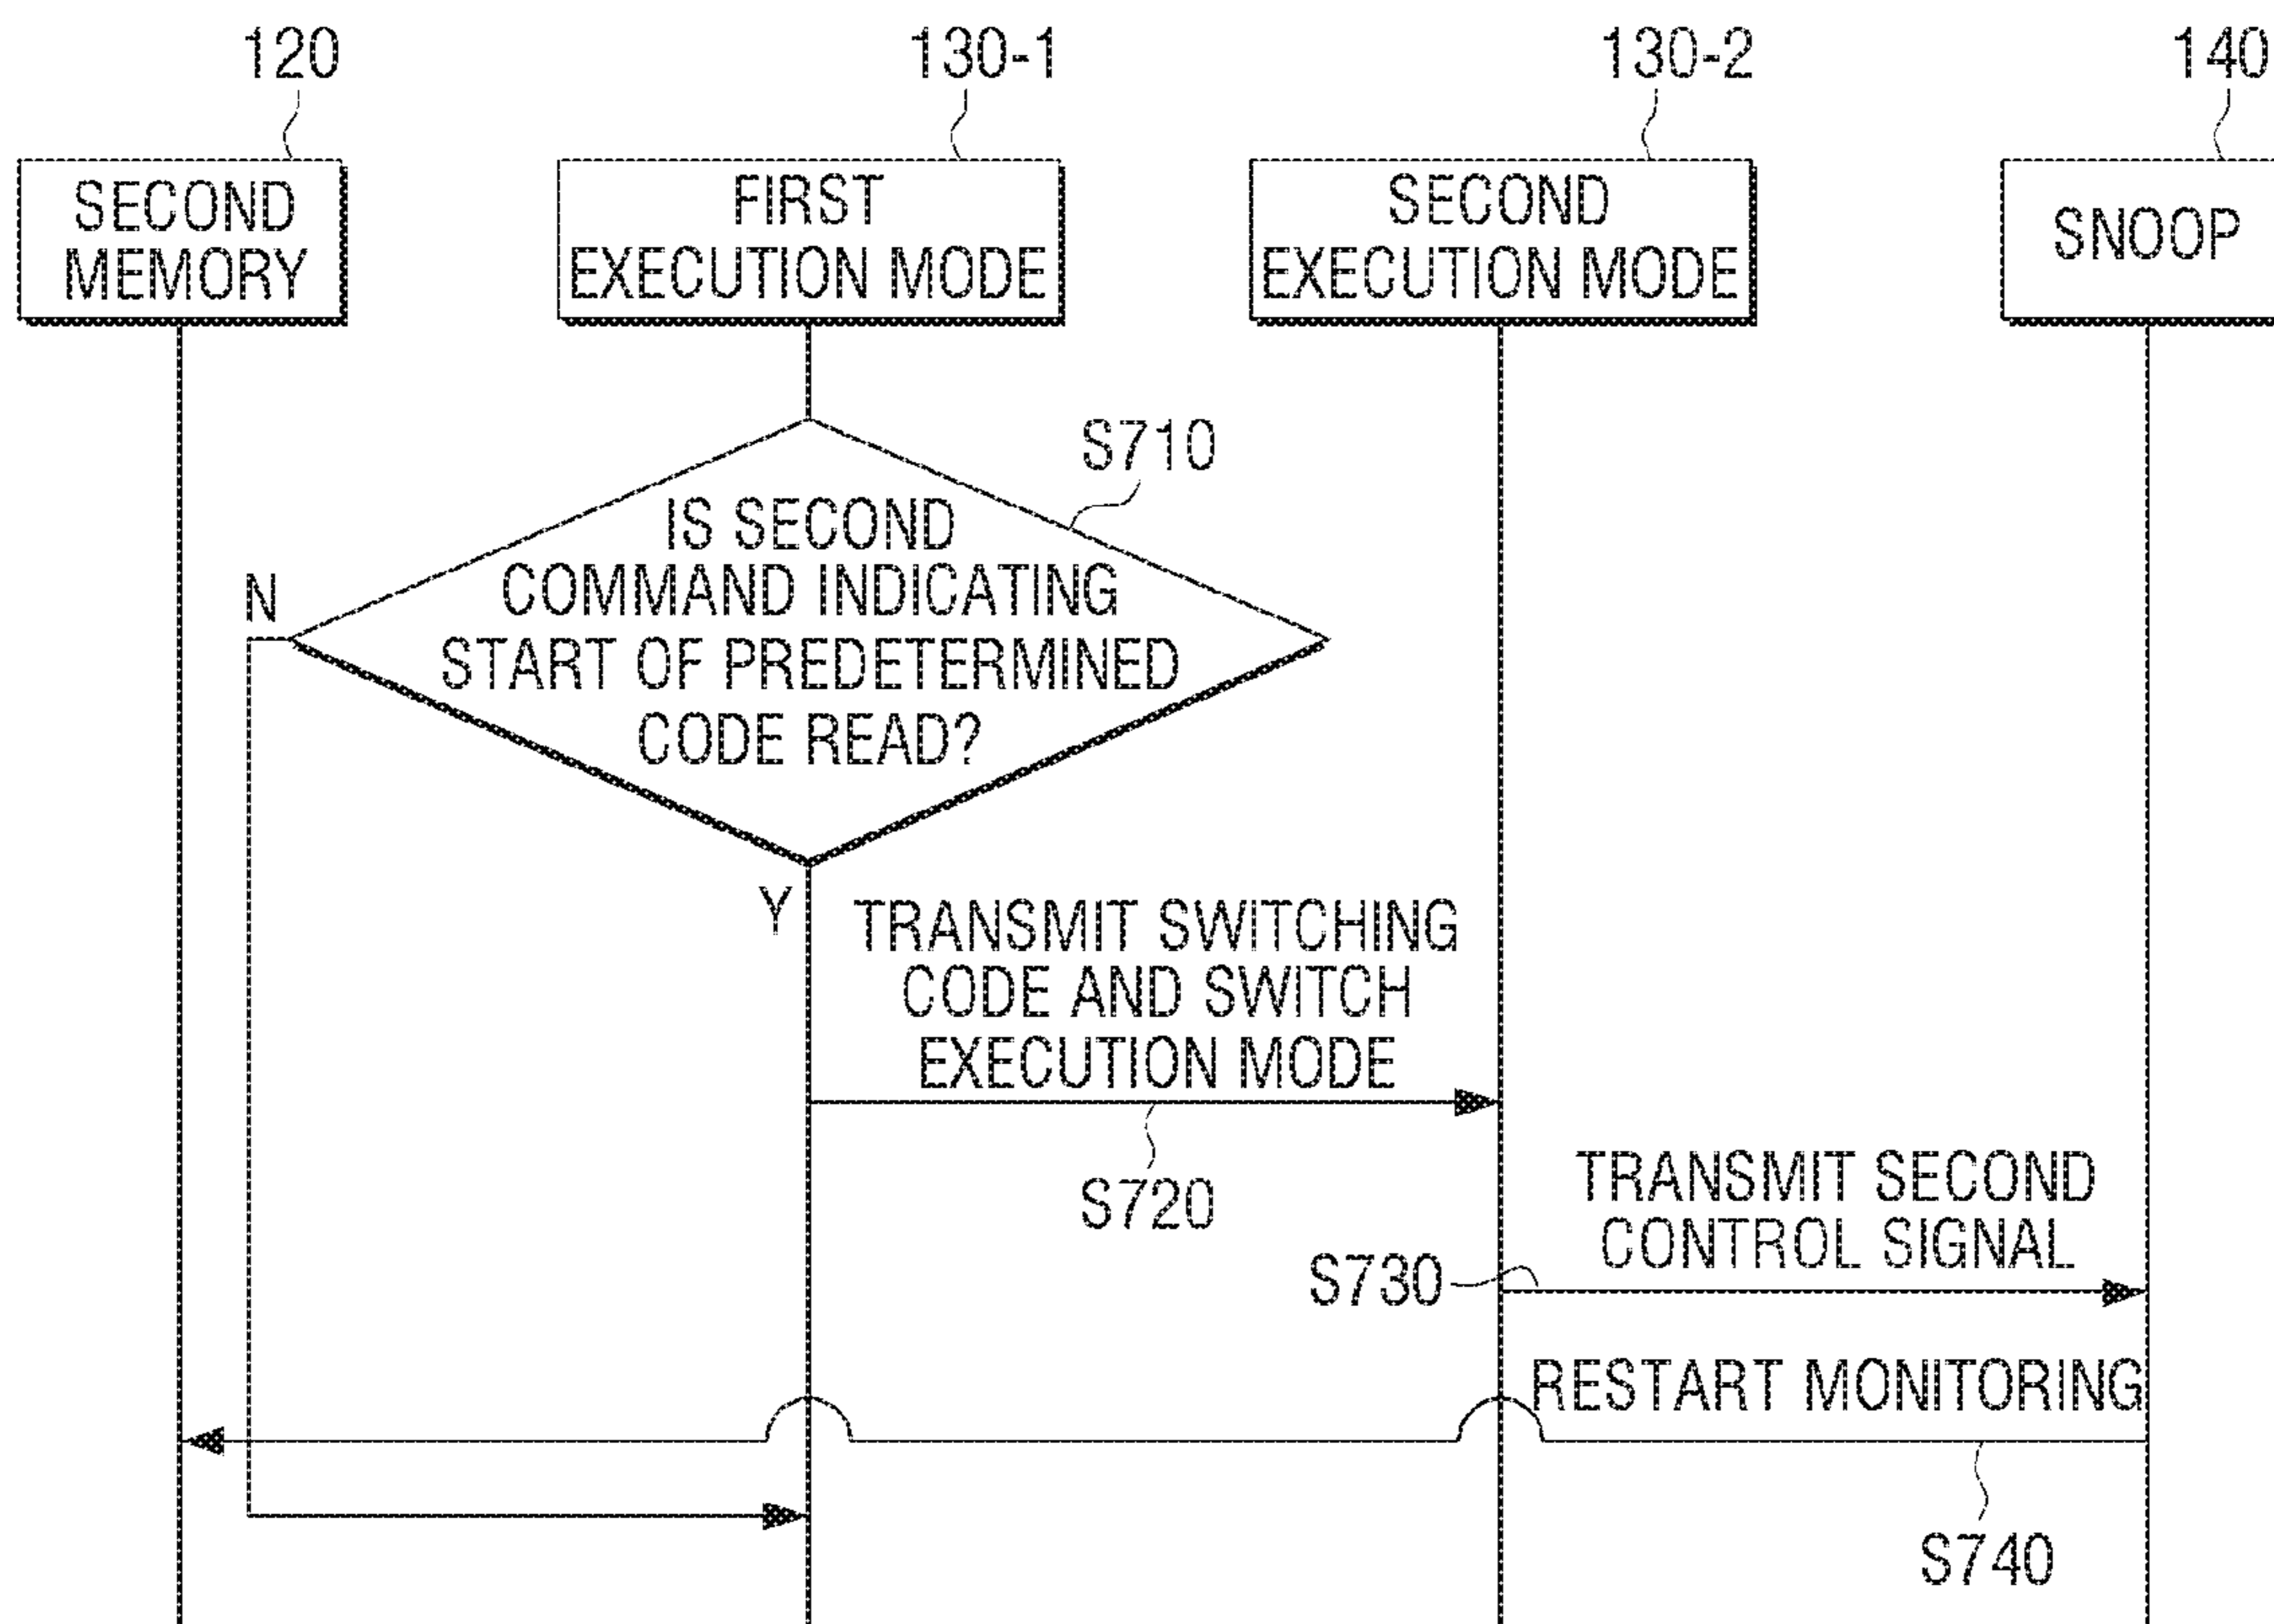 120
130-1
130-2
140
SECOND
MEMORY
FIRST
EXECUTION MODE
SECOND
EXECUTION MODE
SNOOP
S710
IS SECOND
COMMAND INDICATING
START OF PREDETERMINED
CODE READ?
N
Y
TRANSMIT SWITCHING
CODE AND SWITCH
EXECUTION MODE
S720
TRANSMIT SECOND
CONTROL SIGNAL
S730
RESTART MONITORING
S740